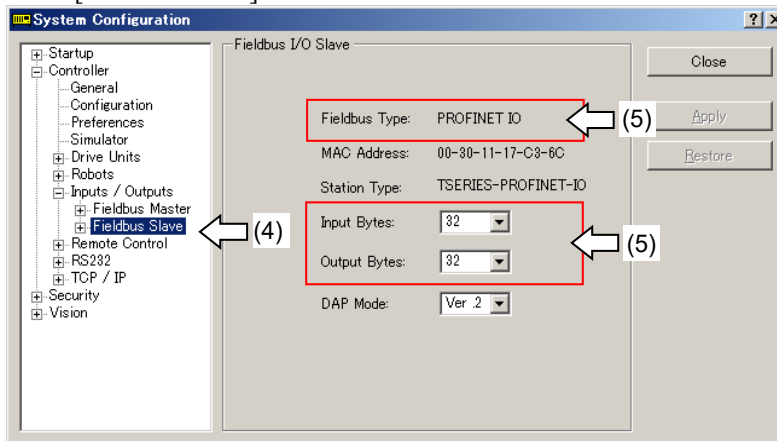 System Configuration
Startup
Controller
General
Configuration
Preferences
Simulator
Drive Units
Robots
Inputs / Outputs
Fieldbus Master
Fieldbus Slave
(4)
Remote Control
RS232
TCP / IP
Security
Vision
Fieldbus I/O Slave
Fieldbus Type: PROFINET IO
(5)
MAC Address: 00-30-11-17-C3-6C
Station Type: TSERIES-PROFINET-IO
Input Bytes: 32
Output Bytes: 32
(5)
DAP Mode: Ver .2
Close
Apply
Restore